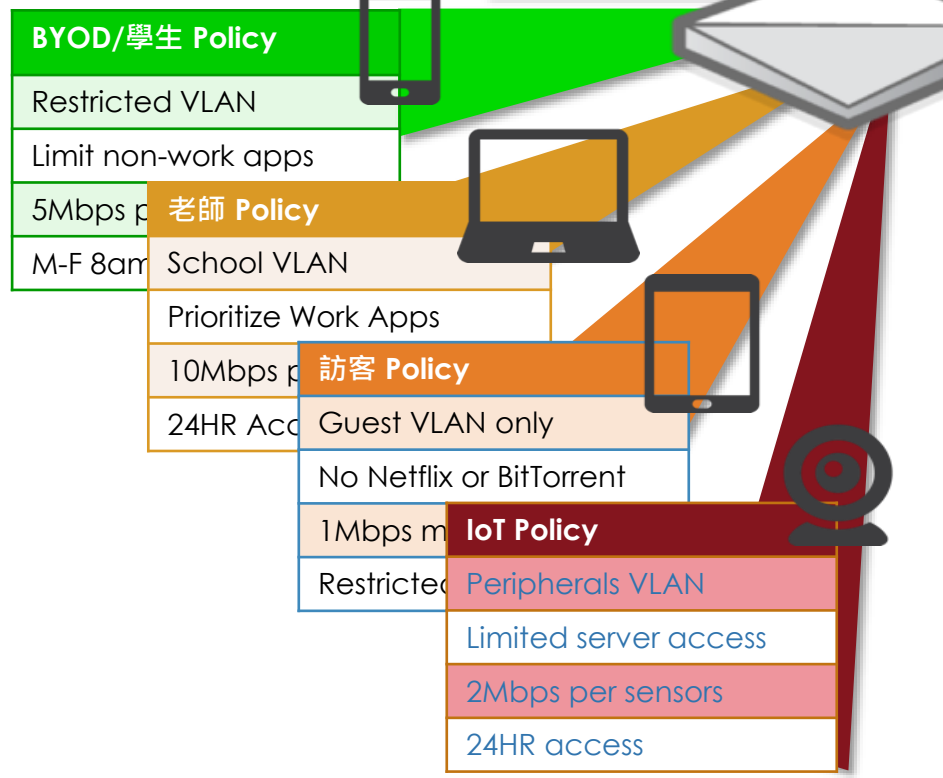 BYOD/學生 Policy
Restricted VLAN
Limit non-work apps
5Mbps
M-F 8am
老師 Policy
School VLAN
Prioritize Work Apps
10Mbps
24HR
訪客 Policy
Guest VLAN only
No Netflix or BitTorrent
1Mbps
Restricted
IoT Policy
Peripherals VLAN
Limited server access
2Mbps per sensors
24HR access